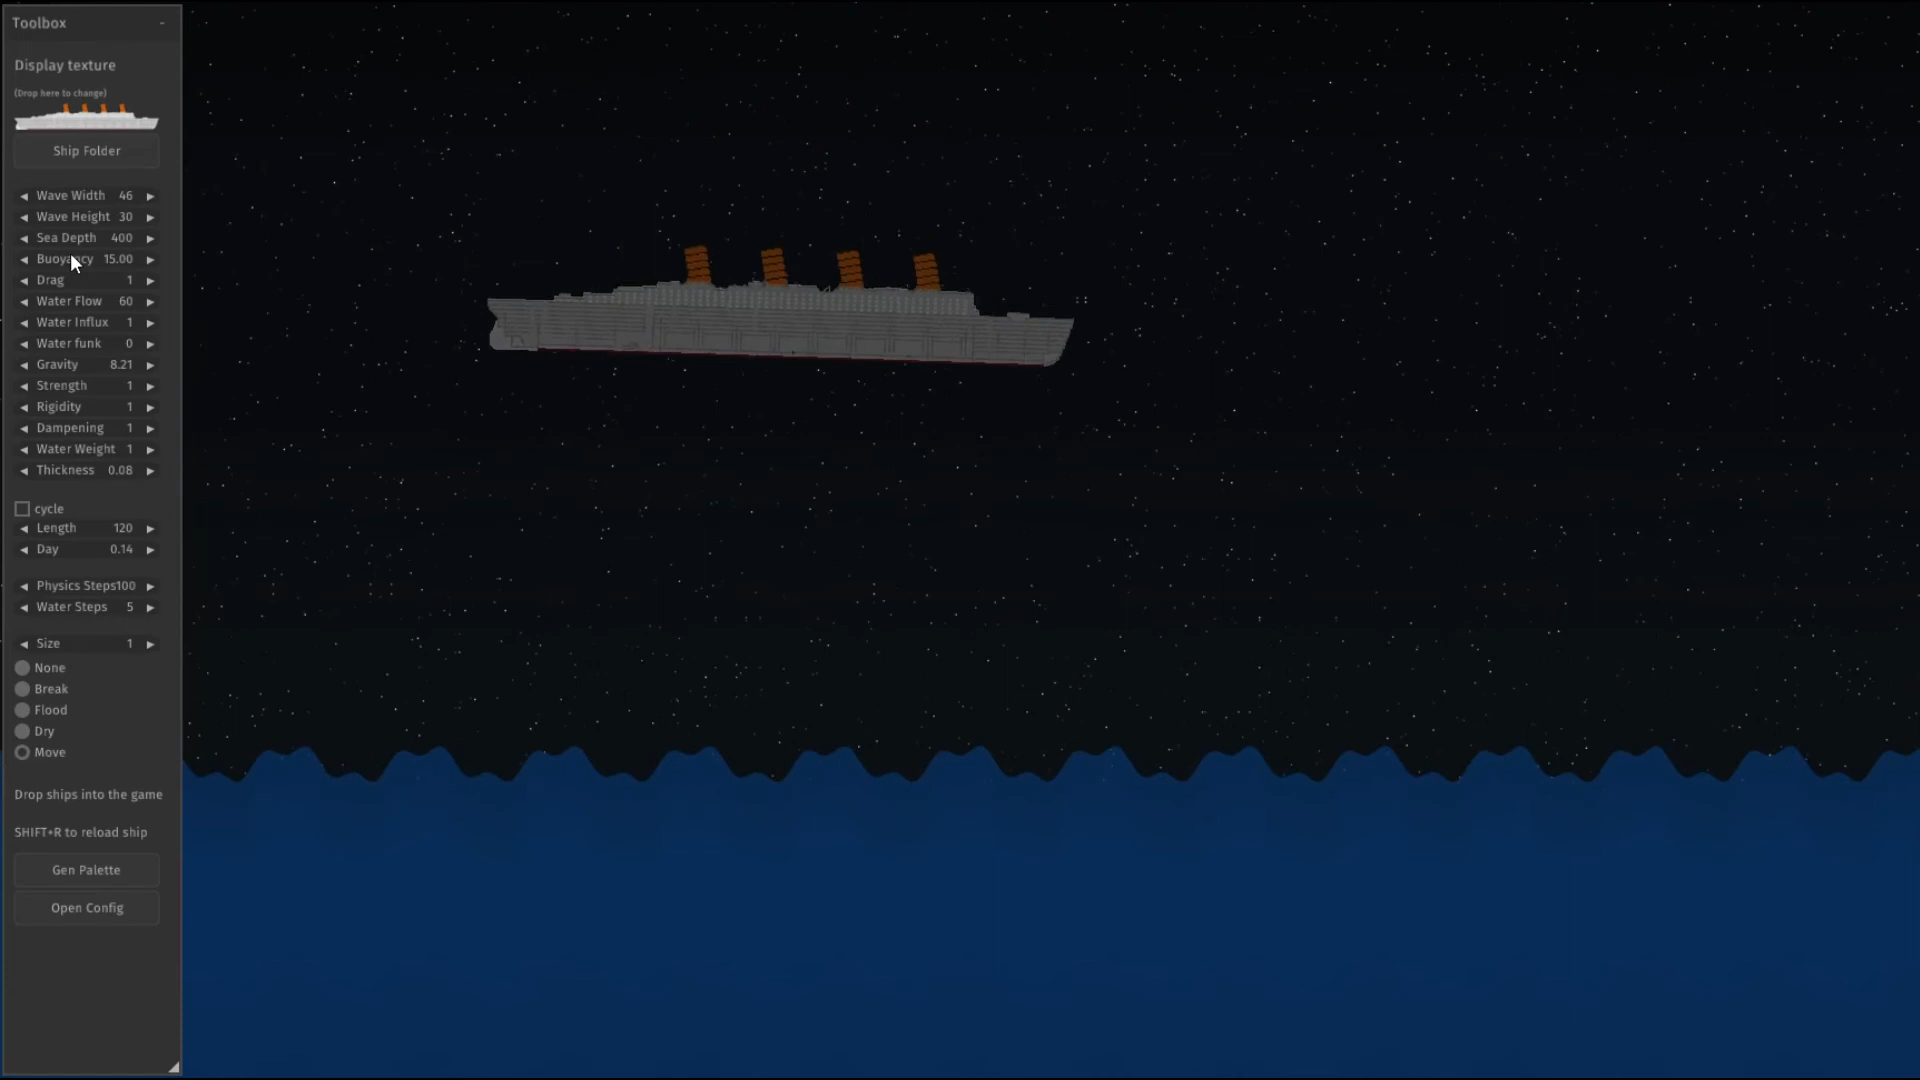 Toolbox -
Display texture
(Drop here to change)
Ship Folder
Wave Width 46
Wave Height 30
Sea Depth 400
Buoyancy 15.00
Drag 1
Water Flow 60
Water Influx 1
Water funk 0
Gravity 8.21
Strength 1
Rigidity 1
Dampening 1
Water Weight 1
Thickness 0.08
cycle
Length 120
Day 0.14
Physics Steps100
Water Steps 5
Size 1
None
Break
Flood
Dry
Move
Drop ships into the game
SHIFT+R to reload ship
Gen Palette
Open Config